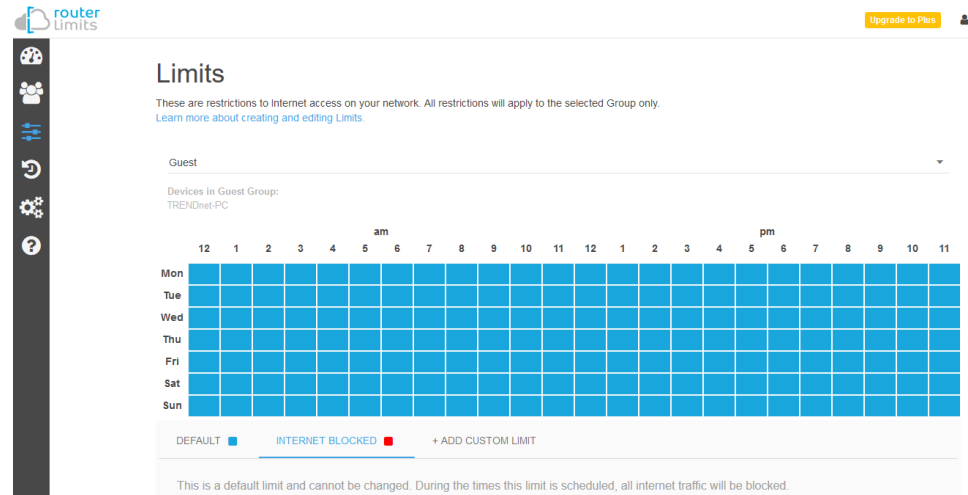 router
Limits
Upgrade to Plus
Limits
These are restrictions to Internet access on your network. All restrictions will apply to the selected Group only.
Learn more about creating and editing Limits.
Guest
Devices in Guest Group:
TRENDnet-PC
am pm
12 1 2 3 4 5 6 7 8 9 10 11 12 1 2 3 4 5 6 7 8 9 10 11
Mon
Tue
Wed
Thu
Fri
Sat
Sun
DEFAULT INTERNET BLOCKED + ADD CUSTOM LIMIT
This is a default limit and cannot be changed. During the times this limit is scheduled, all internet traffic will be blocked.